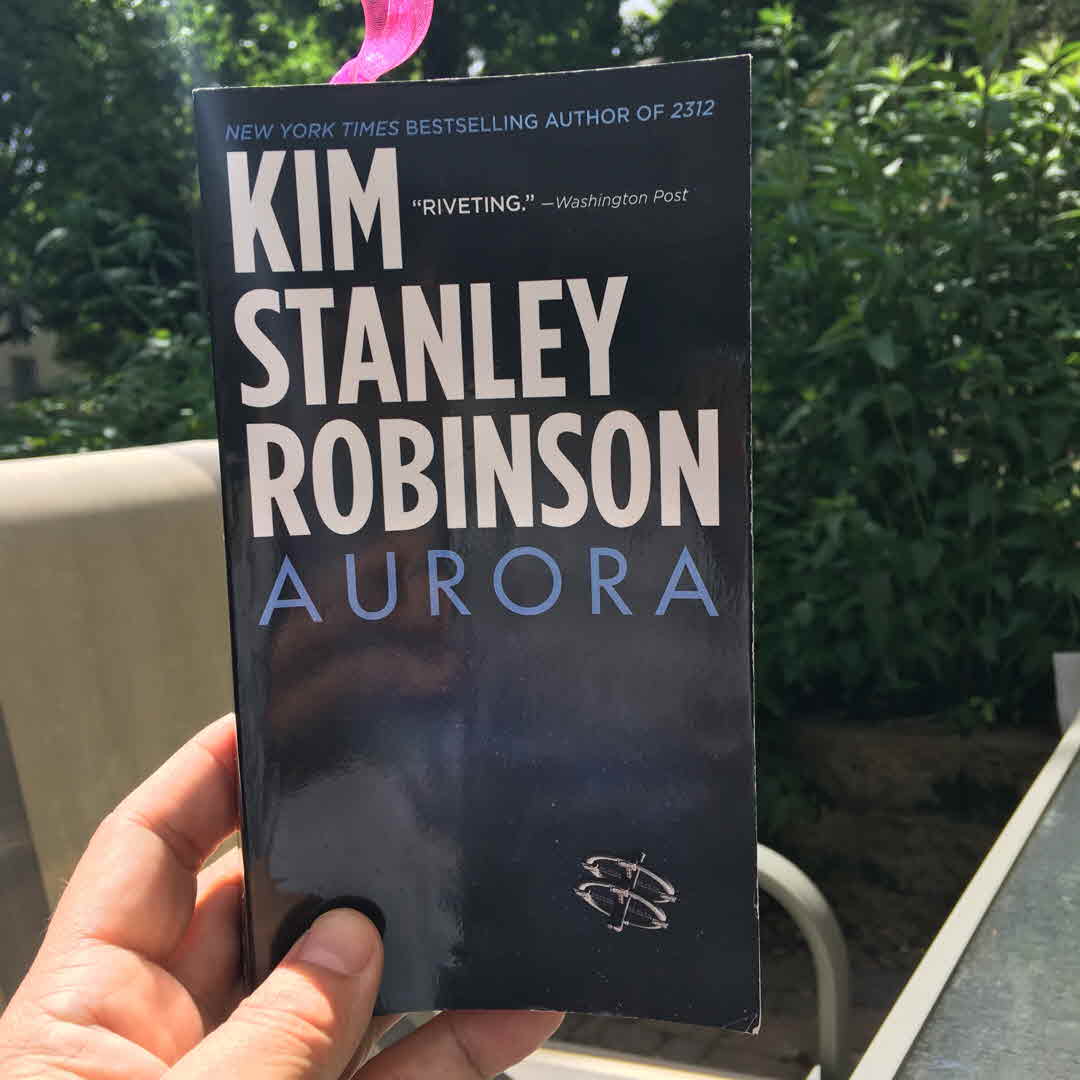 NEW YORK TIMES BESTSELLING AUTHOR OF 2312
KIM
“RIVETING.” —Washington Post
STANLEY
ROBINSON
AURORA